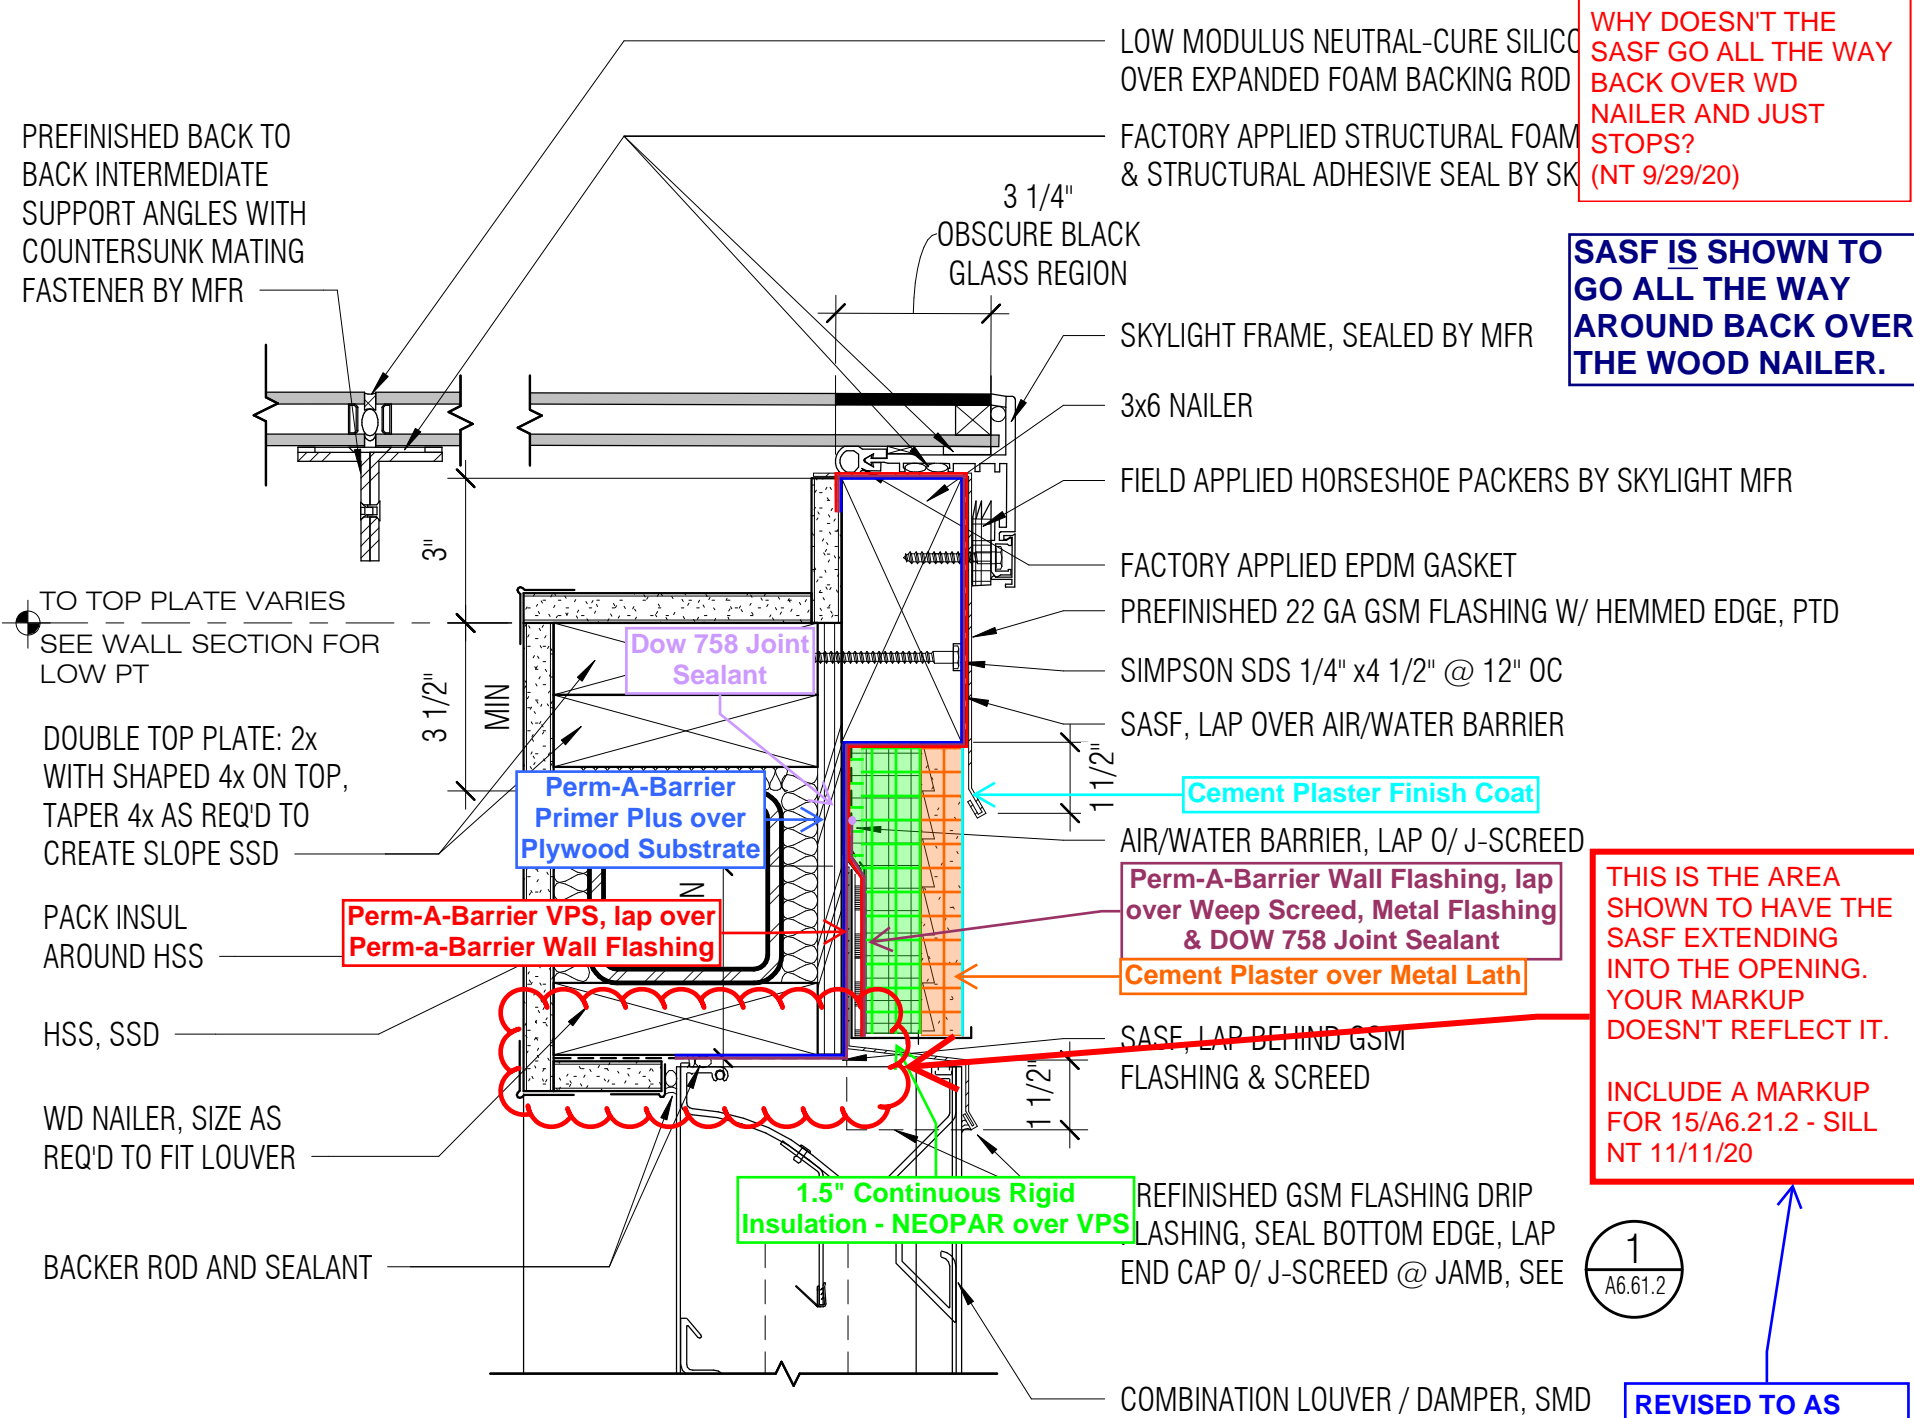 LOW MODULUS NEUTRAL-CURE
OVER EXPANDED FOAM BACKING ROD
FACTORY APPLIED STRUCTURAL FOAM
& STRUCTURAL ADHESIVE SEAL BY
WHY DOESN'T THE
SASF GO ALL THE WAY
BACK OVER WD
NAILER AND JUST
STOPS?
(NT 9/29/20)
SASF IS SHOWN TO
GO ALL THE WAY
AROUND BACK OVER
THE WOOD NAILER.
PREFINISHED BACK TO
BACK INTERMEDIATE
SUPPORT ANGLES WITH
COUNTERSUNK MATING
FASTENER BY MFR
3 1/4"
OBSCURE BLACK
GLASS REGION
SKYLIGHT FRAME, SEALED BY MFR
3x6 NAILER
FIELD APPLIED HORSESHOE PACKERS BY SKYLIGHT MFR
FACTORY APPLIED EPDM GASKET
PREFINISHED 22 GA GSM FLASHING W/ HEMMED EDGE, PTD
SIMPSON SDS 1/4" x4 1/2" @ 12" OC
SASF, LAP OVER AIR/WATER BARRIER
3"
3 1/2"
MIN
TO TOP PLATE VARIES
SEE WALL SECTION FOR
LOW PT
Dow 758 Joint
Sealant
DOUBLE TOP PLATE: 2x
WITH SHAPED 4x ON TOP,
TAPER 4x AS REQ'D TO
CREATE SLOPE SSD
Perm-A-Barrier
Primer Plus over
Plywood Substrate
1 1/2"
Cement Plaster Finish Coat
AIR/WATER BARRIER, LAP O/ J-SCREED
Perm-A-Barrier Wall Flashing, lap
over Weep Screed, Metal Flashing
& DOW 758 Joint Sealant
Cement Plaster over Metal Lath
PACK INSUL
AROUND HSS
Perm-A-Barrier VPS, lap over
Perm-a-Barrier Wall Flashing
N
HSS, SSD
SASF, LAP BEHIND GSM
FLASHING & SCREED
1 1/2"
THIS IS THE AREA
SHOWN TO HAVE THE
SASF EXTENDING
INTO THE OPENING.
YOUR MARKUP
DOESN'T REFLECT IT.
INCLUDE A MARKUP
FOR 15/A6.21.2 - SILL
NT 11/11/20
WD NAILER, SIZE AS
REQ'D TO FIT LOUVER
1.5" Continuous Rigid
Insulation - NEOPAR over VPS
REFINISHED GSM FLASHING DRIP
LASHING, SEAL BOTTOM EDGE, LAP
END CAP O/ J-SCREED @ JAMB, SEE
1
A6.61.2
BACKER ROD AND SEALANT
COMBINATION LOUVER / DAMPER, SMD
REVISED TO AS